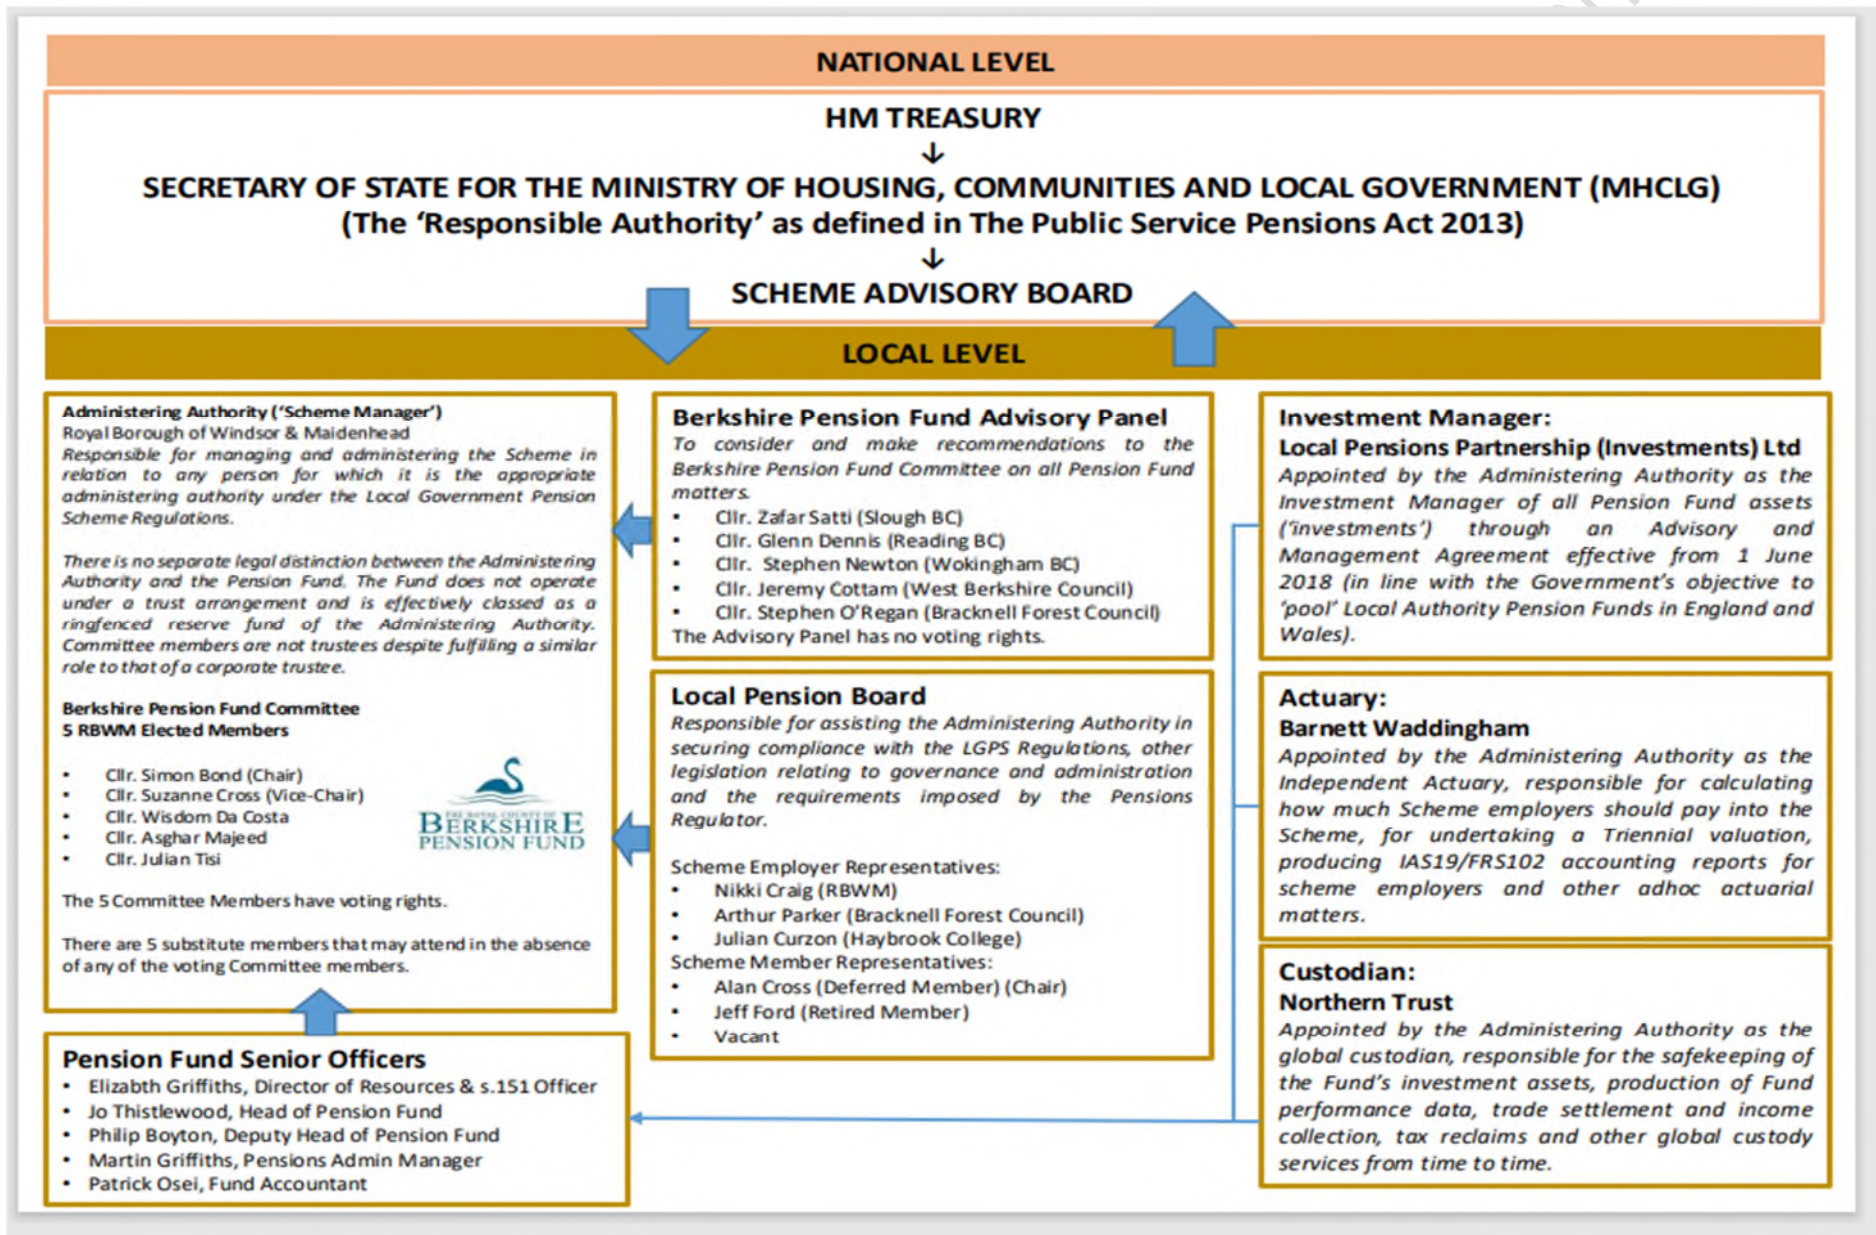 NATIONAL LEVEL
HM TREASURY
↓
SECRETARY OF STATE FOR THE MINISTRY OF HOUSING, COMMUNITIES AND LOCAL GOVERNMENT (MHCLG)
(The ‘Responsible Authority’ as defined in The Public Service Pensions Act 2013)
↓
SCHEME ADVISORY BOARD
LOCAL LEVEL
Administering Authority (‘Scheme Manager’)
Royal Borough of Windsor & Maidenhead
Responsible for managing and administering the Scheme in
relation to any person for which it is the appropriate
administering authority under the Local Government Pension
Scheme Regulations.
There is no separate legal distinction between the Administering
Authority and the Pension Fund. The Fund does not operate
under a trust arrangement and is effectively classed as a
ringfenced reserve fund of the Administering Authority.
Committee members are not trustees despite fulfilling a similar
role to that of a corporate trustee.
Berkshire Pension Fund Committee
5 RBWM Elected Members
• Cllr. Simon Bond (Chair)
• Cllr. Suzanne Cross (Vice-Chair)
• Cllr. Wisdom Da Costa
• Cllr. Asghar Majeed
• Cllr. Julian Tisi
THE ROYAL COUNTY OF
BERKSHIRE
PENSION FUND
The 5 Committee Members have voting rights.
There are 5 substitute members that may attend in the absence
of any of the voting Committee members.
Pension Fund Senior Officers
• Elizabth Griffiths, Director of Resources & s.151 Officer
• Jo Thistlewood, Head of Pension Fund
• Philip Boyton, Deputy Head of Pension Fund
• Martin Griffiths, Pensions Admin Manager
• Patrick Osei, Fund Accountant
Berkshire Pension Fund Advisory Panel
To consider and make recommendations to the
Berkshire Pension Fund Committee on all Pension Fund
matters.
• Cllr. Zafar Satti (Slough BC)
• Cllr. Glenn Dennis (Reading BC)
• Cllr. Stephen Newton (Wokingham BC)
• Cllr. Jeremy Cottam (West Berkshire Council)
• Cllr. Stephen O’Regan (Bracknell Forest Council)
The Advisory Panel has no voting rights.
Local Pension Board
Responsible for assisting the Administering Authority in
securing compliance with the LGPS Regulations, other
legislation relating to governance and administration
and the requirements imposed by the Pensions
Regulator.
Scheme Employer Representatives:
• Nikki Craig (RBWM)
• Arthur Parker (Bracknell Forest Council)
• Julian Curzon (Haybrook College)
Scheme Member Representatives:
• Alan Cross (Deferred Member) (Chair)
• Jeff Ford (Retired Member)
• Vacant
Investment Manager:
Local Pensions Partnership (Investments) Ltd
Appointed by the Administering Authority as the
Investment Manager of all Pension Fund assets
(‘investments’) through an Advisory and
Management Agreement effective from 1 June
2018 (in line with the Government’s objective to
‘pool’ Local Authority Pension Funds in England and
Wales).
Actuary:
Barnett Waddingham
Appointed by the Administering Authority as the
Independent Actuary, responsible for calculating
how much Scheme employers should pay into the
Scheme, for undertaking a Triennial valuation,
producing IAS19/FRS102 accounting reports for
scheme employers and other adhoc actuarial
matters.
Custodian:
Northern Trust
Appointed by the Administering Authority as the
global custodian, responsible for the safekeeping of
the Fund’s investment assets, production of Fund
performance data, trade settlement and income
collection, tax reclaims and other global custody
services from time to time.